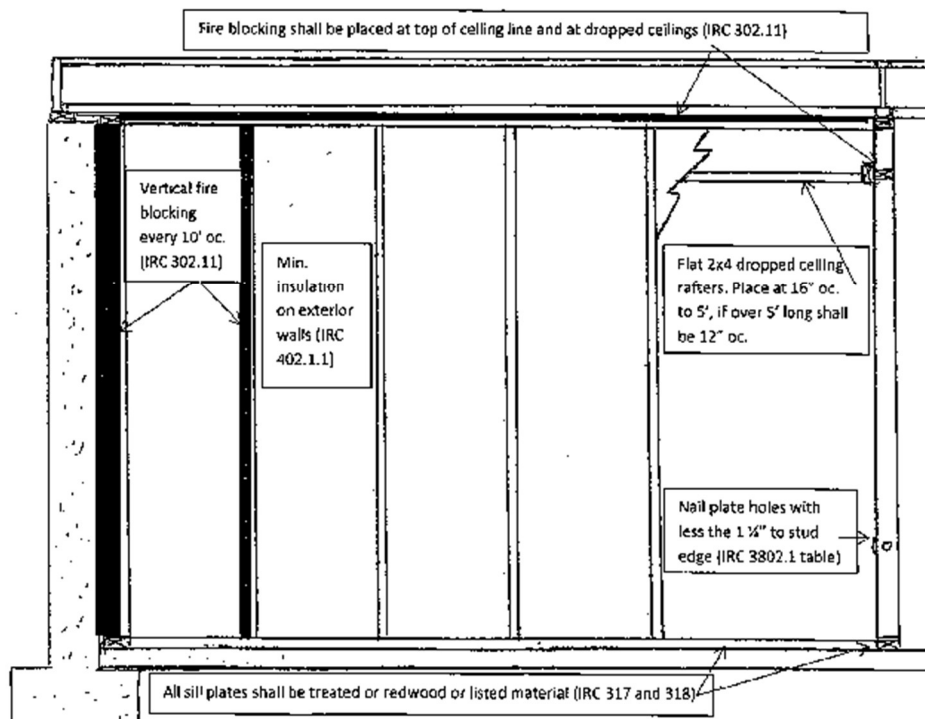 Fire blocking shall be placed at top of celling line and at dropped ceilings (IRC 302.11)
Vertical fire
blocking
every 10' oc.
(IRC 302.11)
Min.
insulation
on exterior
walls (IRC
402.1.1)
Flat 2x4 dropped ceiling
rafters. Place at 16" oc.
to 5', if over 5' long shall
be 12" oc.
Nail plate holes with
less the 1 ¼" to stud
edge (IRC 3802.1 table)
All sill plates shall be treated or redwood or listed material (IRC 317 and 318)